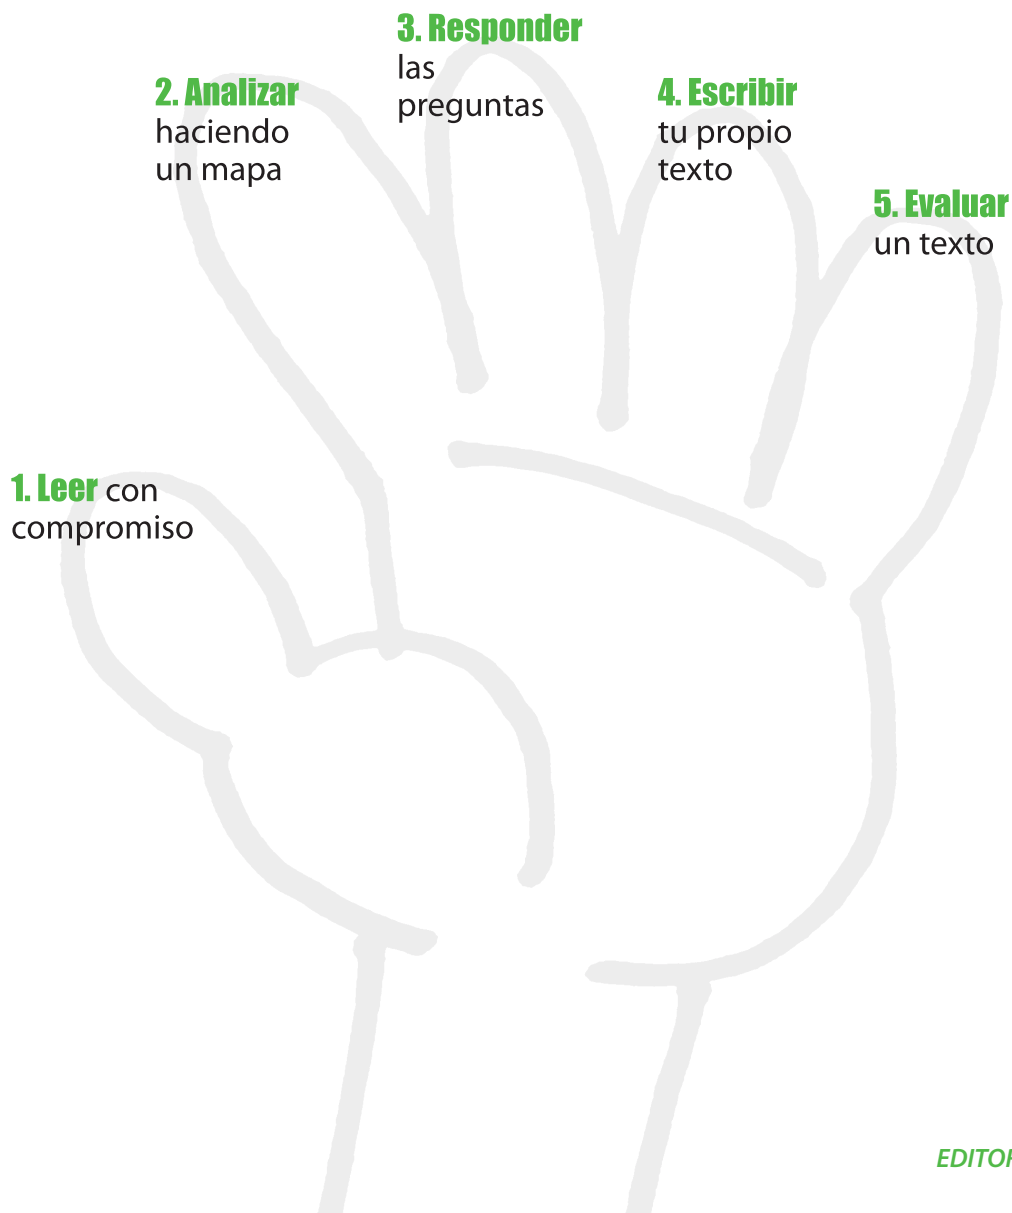 3. Responder
las
preguntas
2. Analizar
haciendo
un mapa
4. Escribir
tu propio
texto
5. Evaluar
un texto
1. Leer con
compromiso